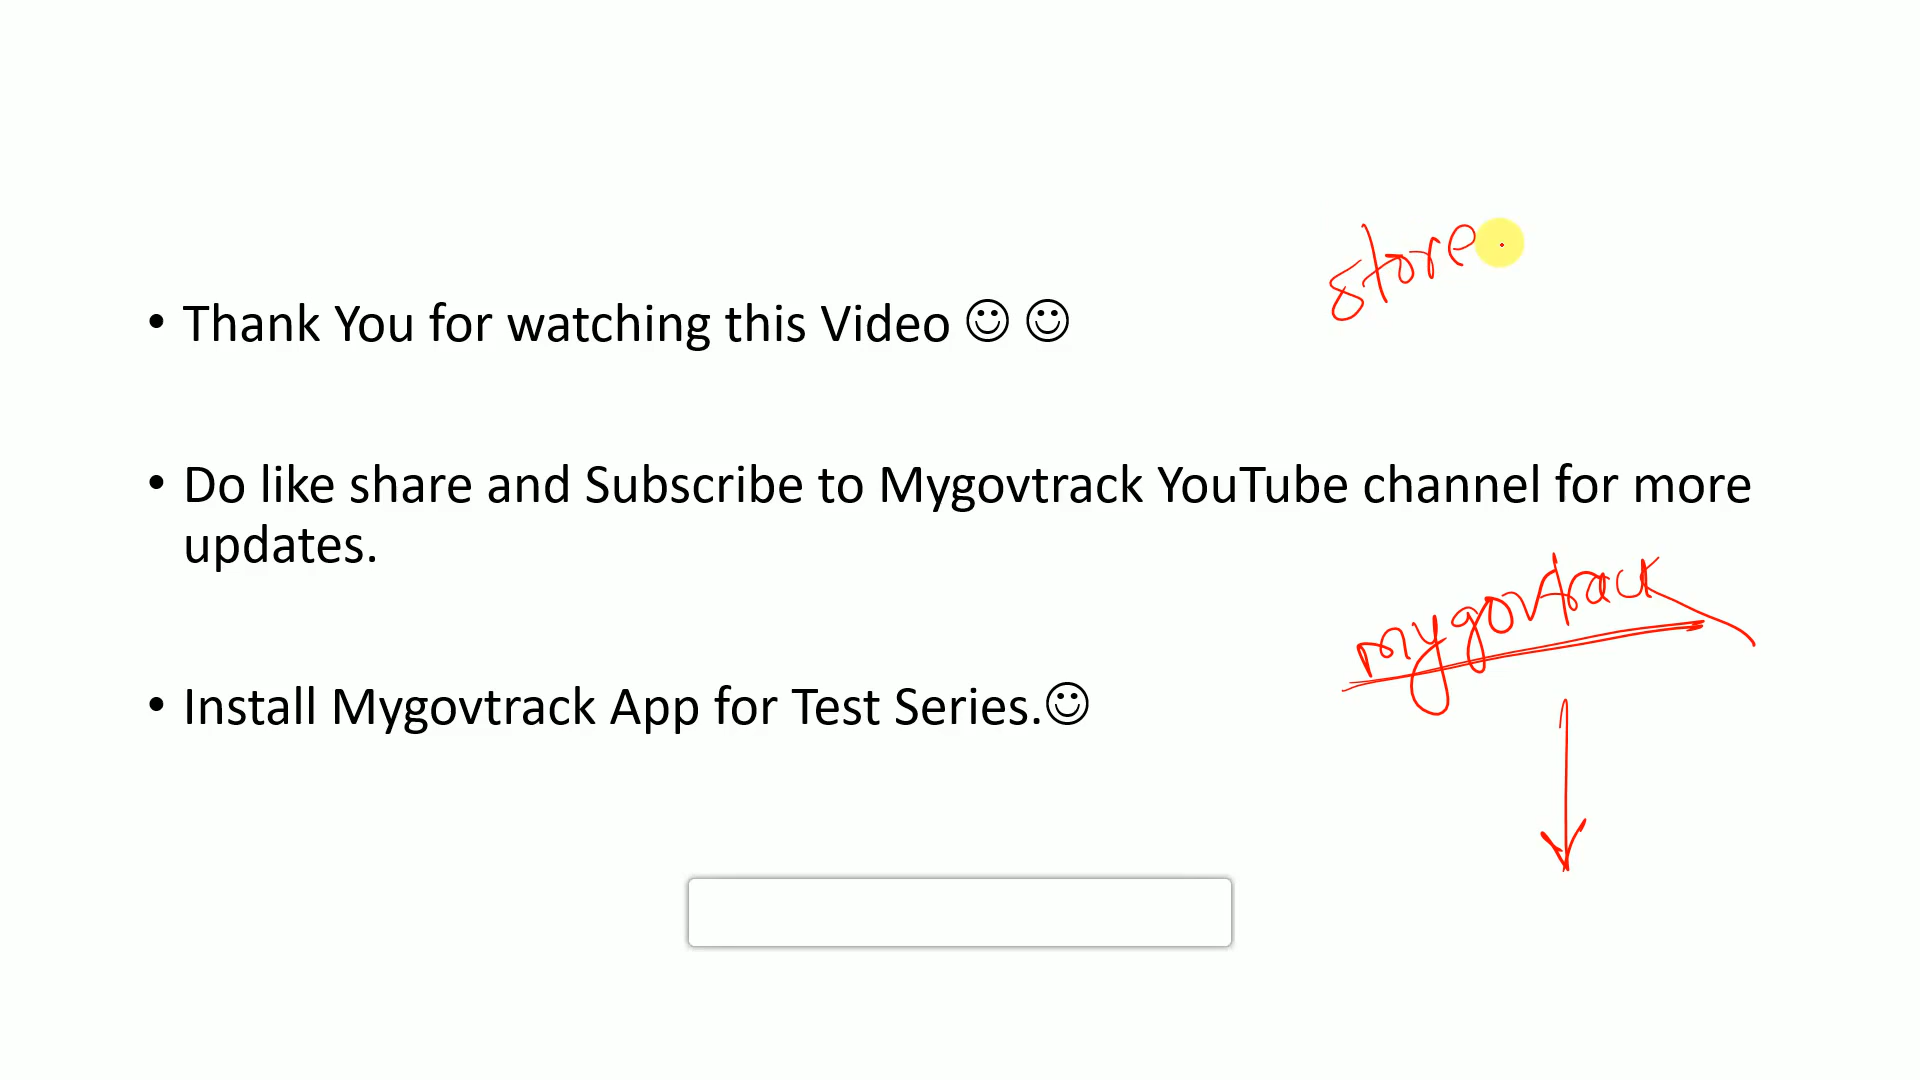 store
• Thank You for watching this Video ☺ ☺
• Do like share and Subscribe to Mygovtrack YouTube channel for more
updates.
mygovtrack
• Install Mygovtrack App for Test Series.☺